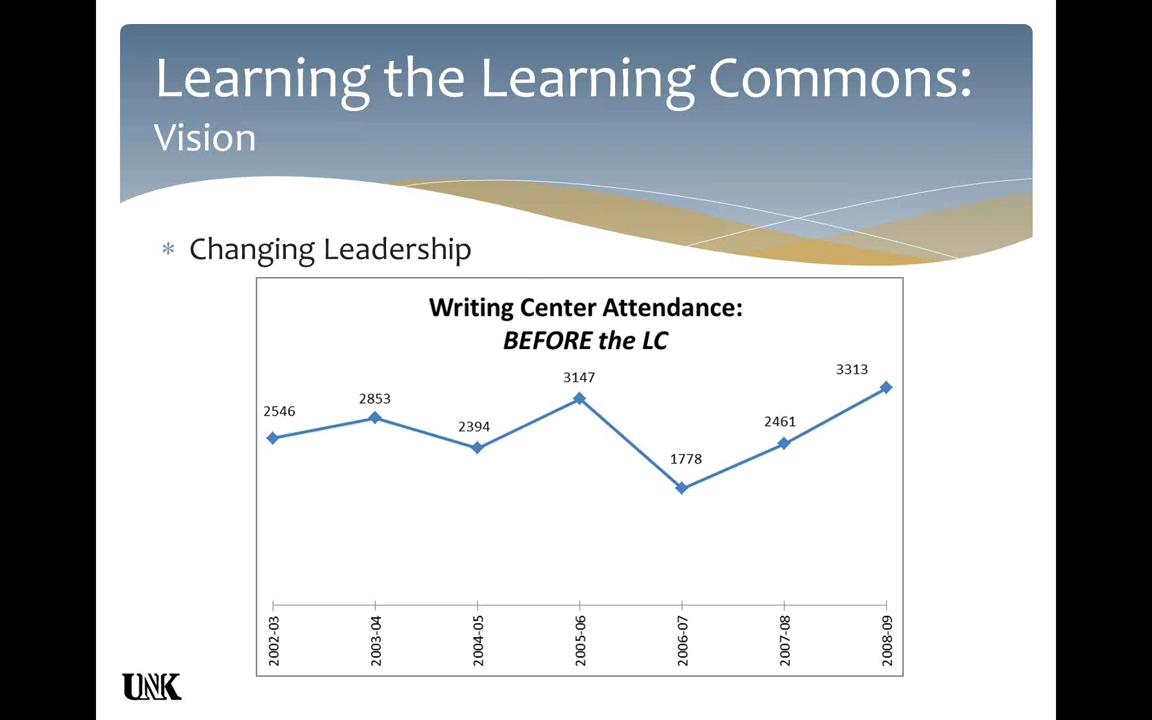 Learning the Learning Commons:
Vision
* Changing Leadership
Writing Center Attendance:
BEFORE the LC
2546
2853
2394
3147
1778
2461
3313
2002-03
2003-04
2004-05
2005-06
2006-07
2007-08
2008-09
UNK